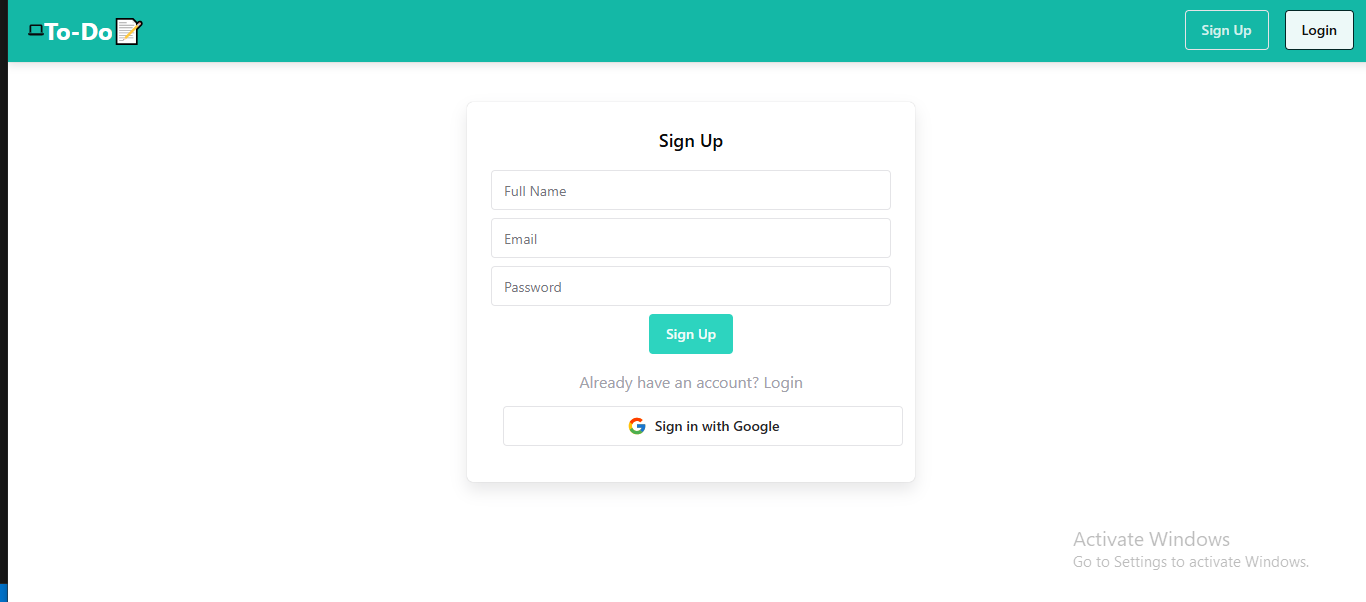 To-Do
Sign Up
Login
Sign Up
Full Name
Email
Password
Sign Up
Already have an account? Login
Sign in with Google
Activate Windows
Go to Settings to activate Windows.